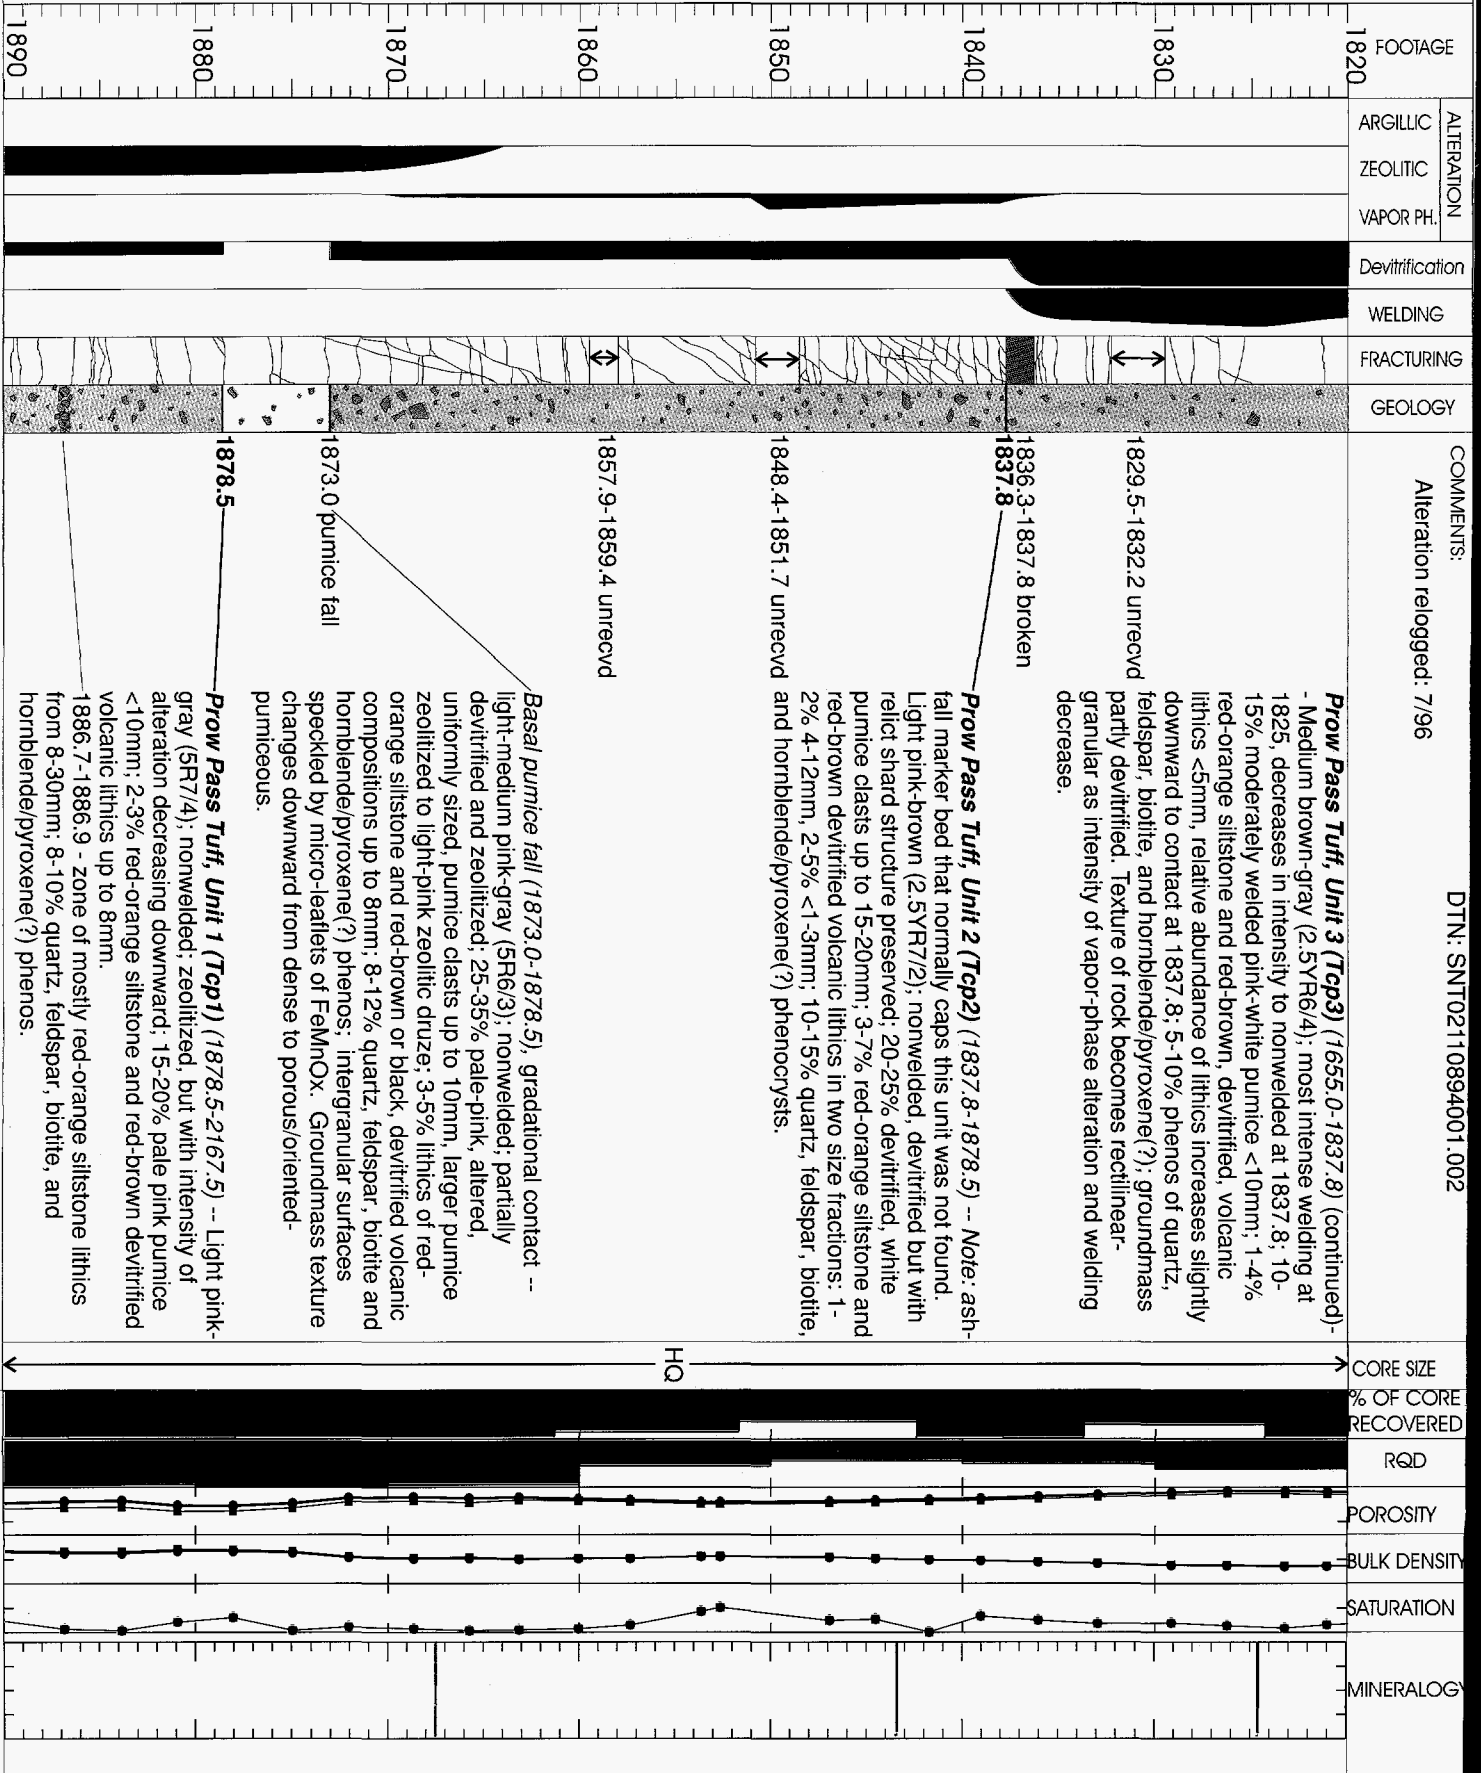 FOOTAGE
1820
1830
1840
1850
1860
1870
1880
1890
ALTERATION
ARGILLIC
ZEOLITIC
VAPOR PH.
Devitrification
WELDING
FRACTURING
GEOLOGY
COMMENTS:
Alteration relogged: 7/96
DTN: SNT02110894001.002
1829.5-1832.2 unrecvd
1836.3-1837.8 broken
1837.8
1848.4-1851.7 unrecvd
1857.9-1859.4 unrecvd
1873.0 pumice fall
1878.5
Prow Pass Tuff, Unit 3 (Tcp3) (1655.0-1837.8) (continued)-
- Medium brown-gray (2.5YR6/4); most intense welding at
1825, decreases in intensity to nonwelded at 1837.8; 10-
15% moderately welded pink-white pumice <10mm; 1-4%
red-orange siltstone and red-brown, devitrified, volcanic
lithics <5mm, relative abundance of lithics increases slightly
downward to contact at 1837.8; 5-10% phenos of quartz,
feldspar, biotite, and hornblende/pyroxene(?); groundmass
partly devitrified. Texture of rock becomes rectilinear-
granular as intensity of vapor-phase alteration and welding
decrease.
Prow Pass Tuff, Unit 2 (Tcp2) (1837.8-1878.5) -- Note: ash-
fall marker bed that normally caps this unit was not found.
Light pink-brown (2.5YR7/2); nonwelded, devitrified but with
relict shard structure preserved; 20-25% devitrified, white
pumice clasts up to 15-20mm; 3-7% red-orange siltstone and
red-brown devitrified volcanic lithics in two size fractions: 1-
2% 4-12mm, 2-5% <1-3mm; 10-15% quartz, feldspar, biotite,
and hornblende/pyroxene(?) phenocrysts.
Basal pumice fall (1873.0-1878.5), gradational contact --
light-medium pink-gray (5R6/3); nonwelded; partially
devitrified and zeolitized; 25-35% pale-pink, altered,
uniformly sized, pumice clasts up to 10mm, larger pumice
zeolitized to light-pink zeolitic druze; 3-5% lithics of red-
orange siltstone and red-brown or black, devitrified volcanic
compositions up to 8mm; 8-12% quartz, feldspar, biotite and
hornblende/pyroxene(?) phenos; intergranular surfaces
speckled by micro-leaflets of FeMnOx. Groundmass texture
changes downward from dense to porous/oriented-
pumiceous.
Prow Pass Tuff, Unit 1 (Tcp1) (1878.5-2167.5) -- Light pink-
gray (5R7/4); nonwelded; zeolitized, but with intensity of
alteration decreasing downward; 15-20% pale pink pumice
<10mm; 2-3% red-orange siltstone and red-brown devitrified
volcanic lithics up to 8mm.
1886.7-1886.9 - zone of mostly red-orange siltstone lithics
from 8-30mm; 8-10% quartz, feldspar, biotite, and
hornblende/pyroxene(?) phenos.
CORE SIZE
HQ
% OF CORE
RECOVERED
RQD
POROSITY
BULK DENSITY
SATURATION
MINERALOGY